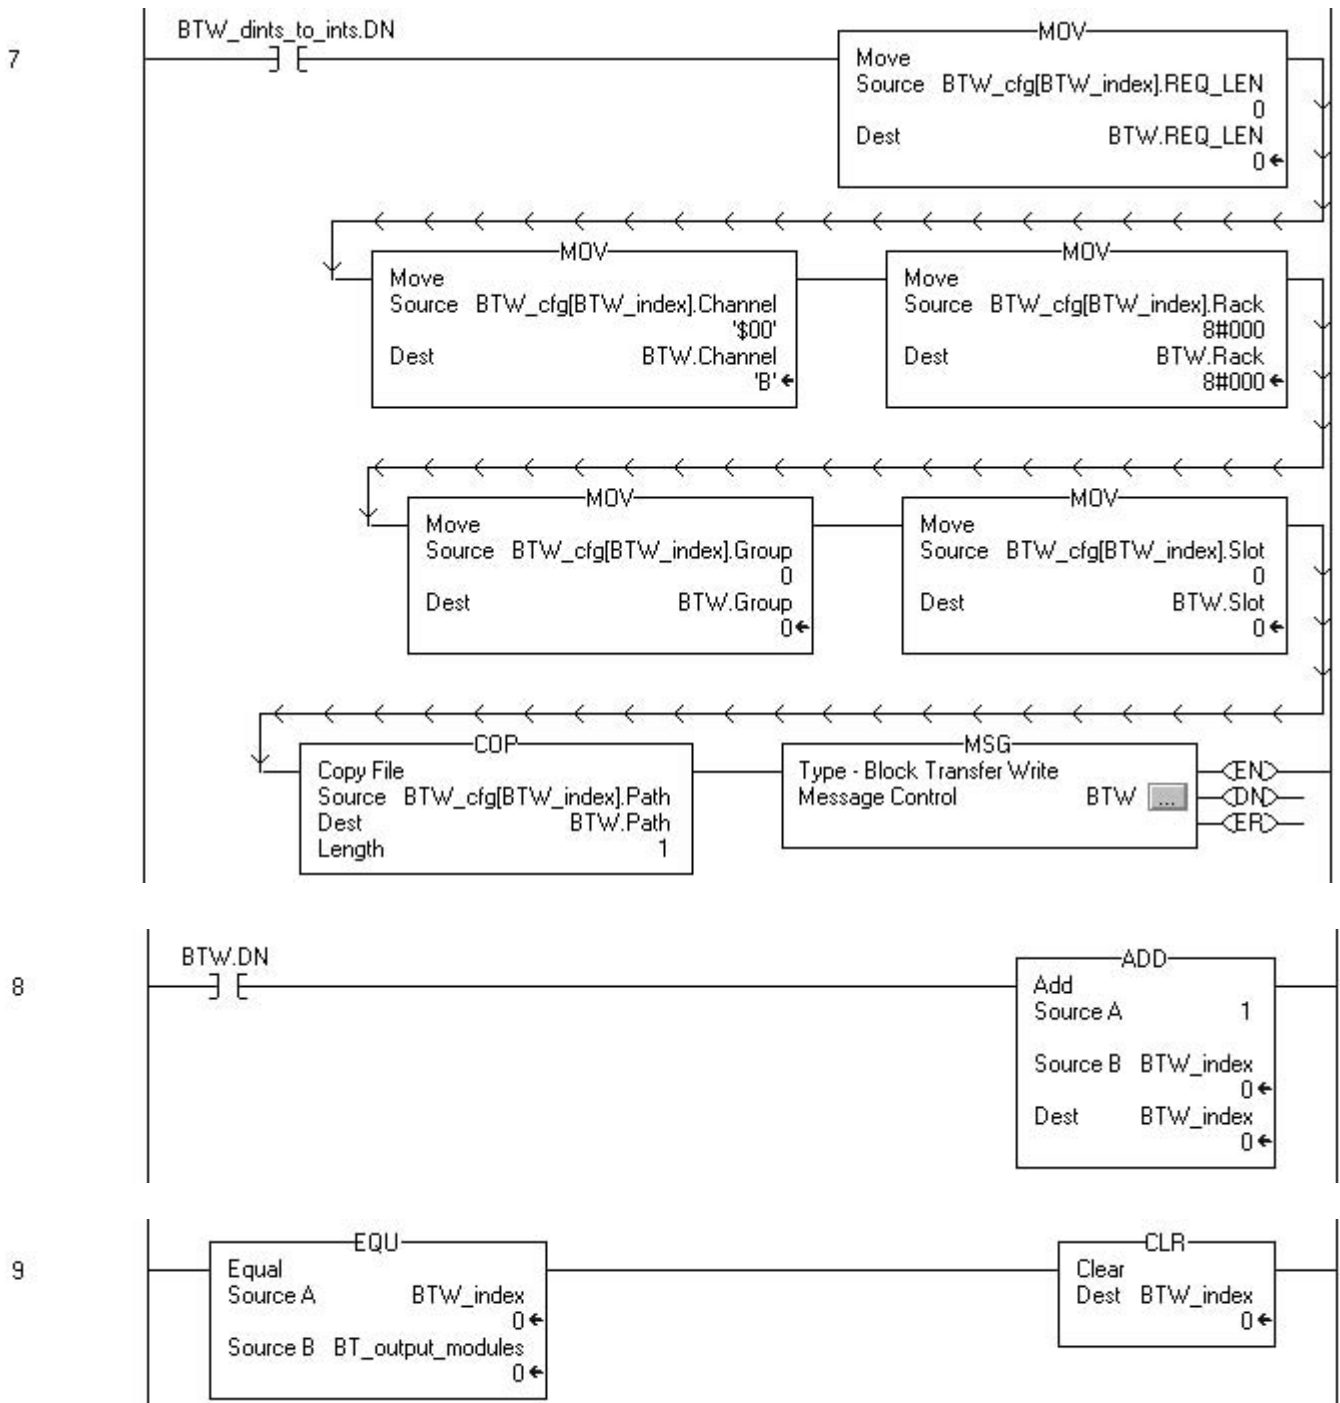 7
BTW_dints_to_ints.DN
MOV
Move
Source BTW_cfg[BTW_index].REQ_LEN
0
Dest BTW.REQ_LEN
0
MOV
Move
Source BTW_cfg[BTW_index].Channel
'$00'
Dest BTW.Channel
'B'
MOV
Move
Source BTW_cfg[BTW_index].Rack
8#000
Dest BTW.Rack
8#000
MOV
Move
Source BTW_cfg[BTW_index].Group
0
Dest BTW.Group
0
MOV
Move
Source BTW_cfg[BTW_index].Slot
0
Dest BTW.Slot
0
COP
Copy File
Source BTW_cfg[BTW_index].Path
Dest BTW.Path
Length 1
MSG
Type - Block Transfer Write
Message Control BTW ...
EN
DN
ER
8
BTW.DN
ADD
Add
Source A 1
Source B BTW_index
0
Dest BTW_index
0
9
EQU
Equal
Source A BTW_index
0
Source B BT_output_modules
0
CLR
Clear
Dest BTW_index
0